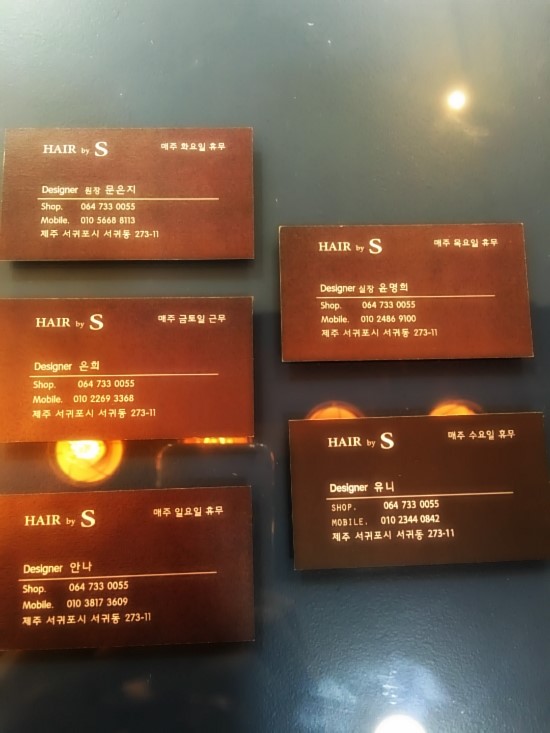 HAIR by S 매주 화요일 휴무
Designer 원장 문은지
Shop. 064 733 0055
Mobile. 010 5668 8113
제주 서귀포시 서귀동 273-11
HAIR by S 매주 목요일 휴무
Designer 실장 윤명희
Shop. 064 733 0055
Mobile. 010 2486 9100
제주 서귀포시 서귀동 273-11
HAIR by S 매주 금토일 근무
Designer 은희
Shop. 064 733 0055
Mobile. 010 2269 3368
제주 서귀포시 서귀동 273-11
HAIR by S 매주 수요일 휴무
Designer 유니
SHOP. 064 733 0055
MOBILE. 010 2344 0842
제주 서귀포시 서귀동 273-11
HAIR by S 매주 일요일 휴무
Designer 안나
Shop. 064 733 0055
Mobile. 010 3817 3609
제주 서귀포시 서귀동 273-11